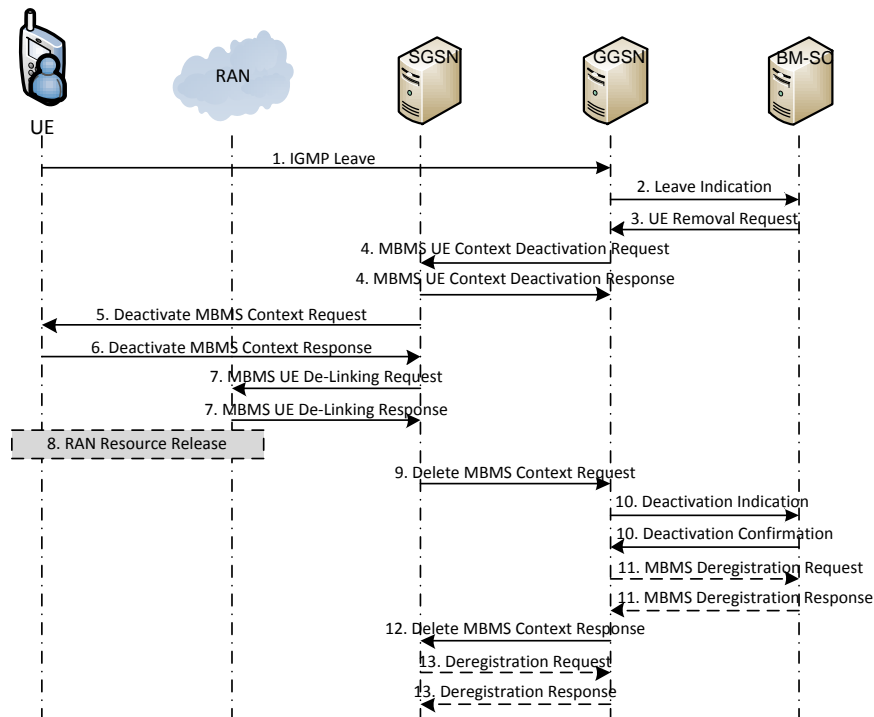 SGSN
GGSN
BM-SC
RAN
UE
1. IGMP Leave
2. Leave Indication
3. UE Removal Request
4. MBMS UE Context Deactivation Request
4. MBMS UE Context Deactivation Response
5. Deactivate MBMS Context Request
6. Deactivate MBMS Context Response
7. MBMS UE De-Linking Request
7. MBMS UE De-Linking Response
8. RAN Resource Release
9. Delete MBMS Context Request
10. Deactivation Indication
10. Deactivation Confirmation
11. MBMS Deregistration Request
11. MBMS Deregistration Response
12. Delete MBMS Context Response
13. Deregistration Request
13. Deregistration Response